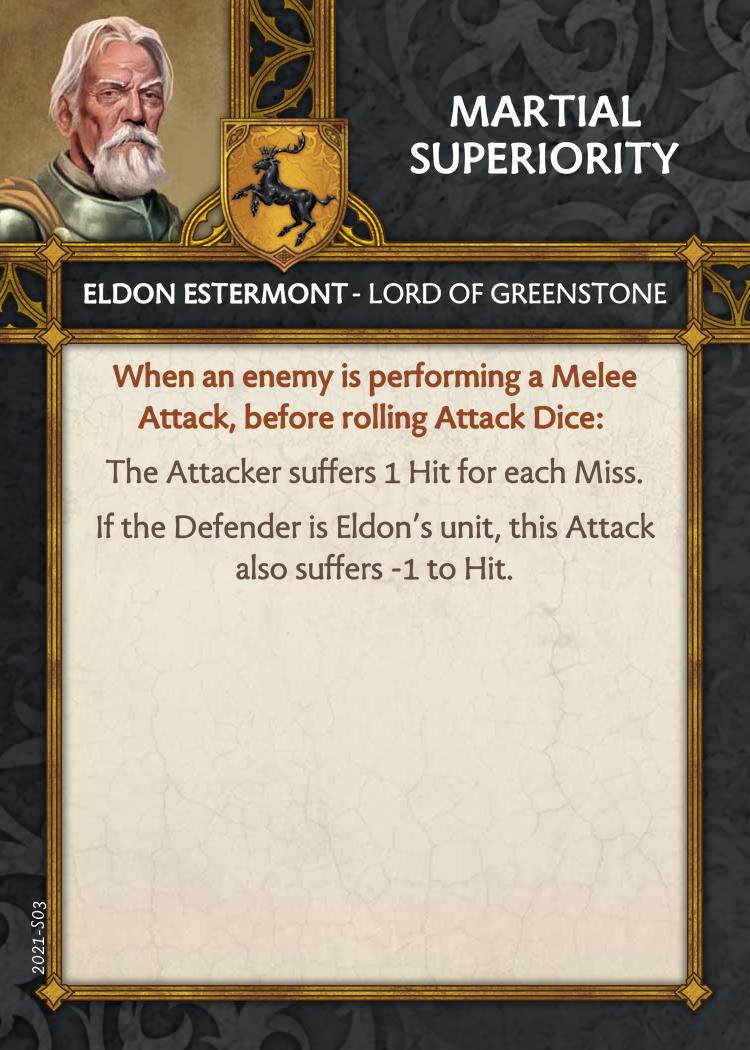 MARTIAL
SUPERIORITY
ELDON ESTERMONT - LORD OF GREENSTONE
When an enemy is performing a Melee
Attack, before rolling Attack Dice:
The Attacker suffers 1 Hit for each Miss.
If the Defender is Eldon's unit, this Attack
also suffers -1 to Hit.
2021-S03